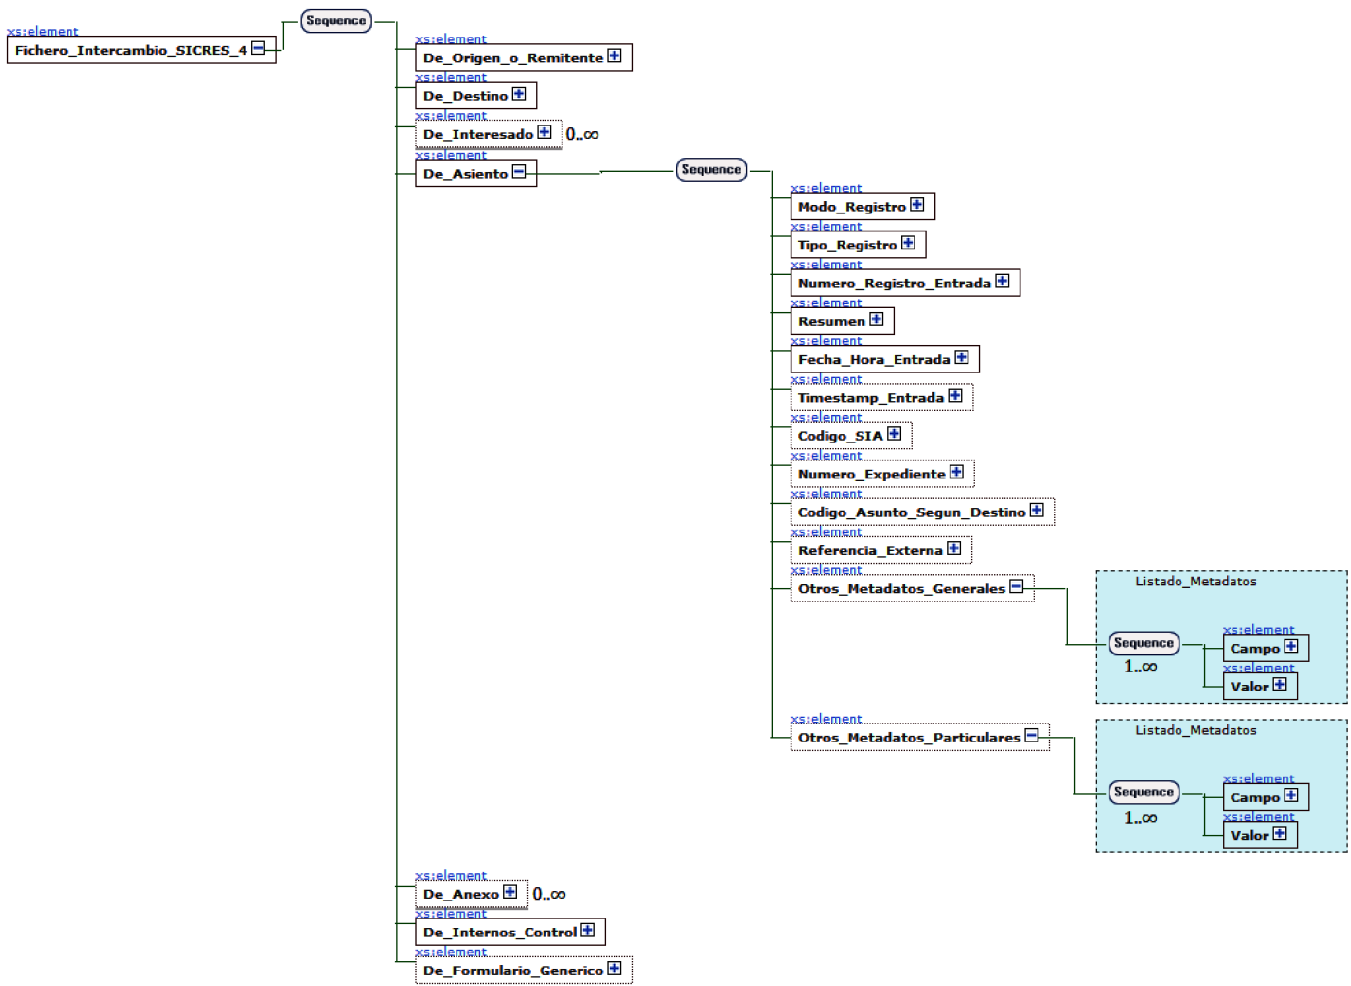 Sequence
xs:element
Fichero_Intercambio_SICRES_4
xs:element
De_Origen_o_Remitente
xs:element
De_Destino
xs:element
De_Interesado 0..∞
xs:element
De_Asiento
Sequence
xs:element
Modo_Registro
xs:element
Tipo_Registro
xs:element
Numero_Registro_Entrada
xs:element
Resumen
xs:element
Fecha_Hora_Entrada
xs:element
Timestamp_Entrada
xs:element
Codigo_SIA
xs:element
Numero_Expediente
xs:element
Codigo_Asunto_Segun_Destino
xs:element
Referencia_Externa
xs:element
Otros_Metadatos_Generales
Listado_Metadatos
Sequence
1..∞
xs:element
Campo
xs:element
Valor
xs:element
Otros_Metadatos_Particulares
Listado_Metadatos
Sequence
1..∞
xs:element
Campo
xs:element
Valor
xs:element
De_Anexo 0..∞
xs:element
De_Internos_Control
xs:element
De_Formulario_Generico